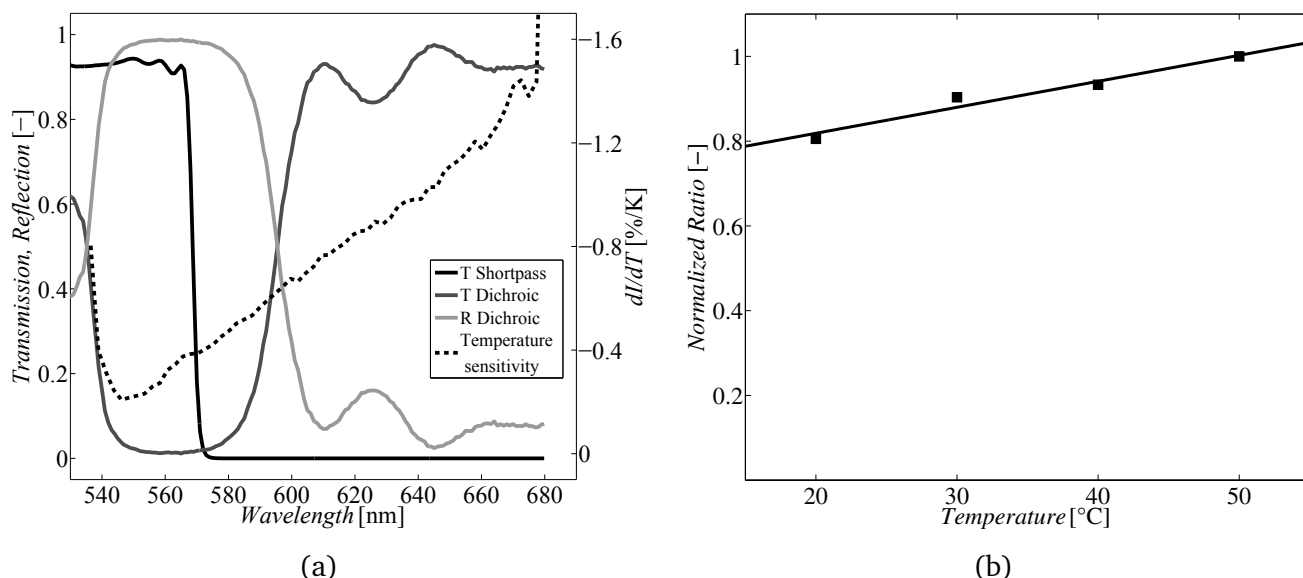 1
0.8
0.6
0.4
0.2
0
Transmission, Reflection [−]
540 560 580 600 620 640 660 680
Wavelength [nm]
−1.6
−1.2
−0.8
−0.4
0
dI/dT [%/K]
T Shortpass
T Dichroic
R Dichroic
Temperature
sensitivity
(a)
1
0.8
0.6
0.4
0.2
Normalized Ratio [−]
20 30 40 50
Temperature [°C]
(b)